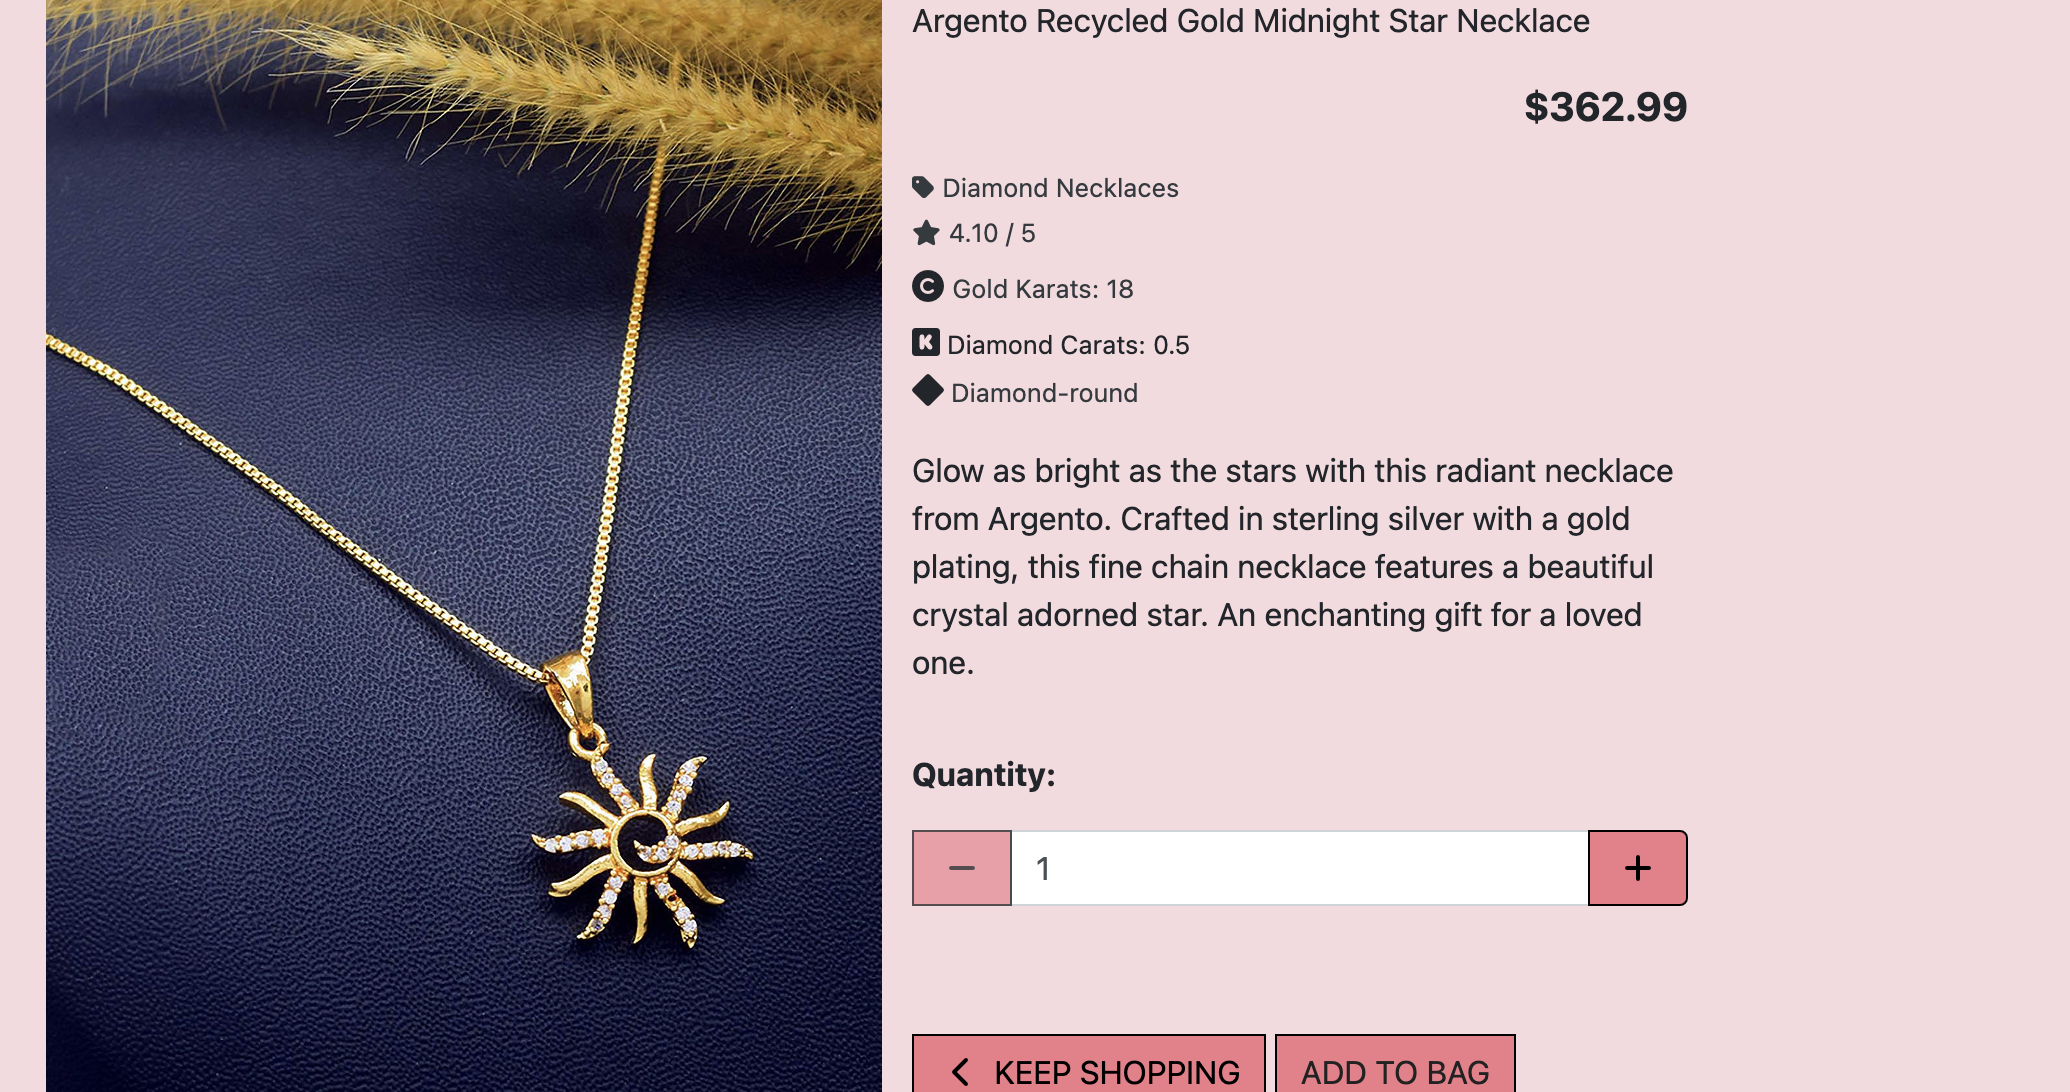 Argento Recycled Gold Midnight Star Necklace
$362.99
Diamond Necklaces
4.10 / 5
C Gold Karats: 18
K Diamond Carats: 0.5
Diamond-round
Glow as bright as the stars with this radiant necklace
from Argento. Crafted in sterling silver with a gold
plating, this fine chain necklace features a beautiful
crystal adorned star. An enchanting gift for a loved
one.
Quantity:
− 1 +
< KEEP SHOPPING ADD TO BAG